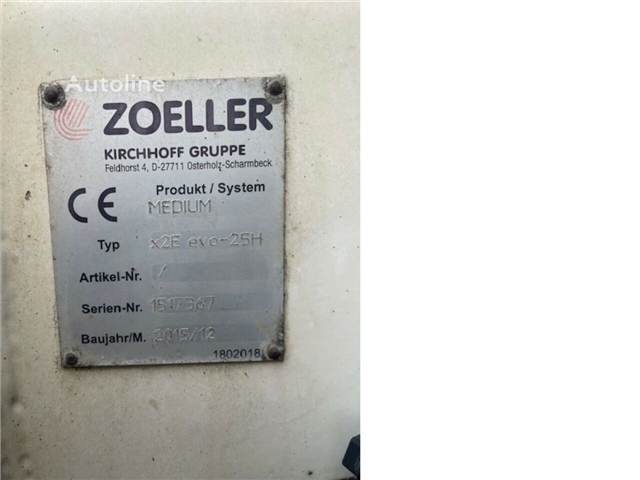 Autoline
ZOELLER
KIRCHHOFF GRUPPE
Feldhorst 4, D-27711 Osterholz-Scharmbeck
CE
Produkt / System
MEDIUM
Typ x2E evo-25H
Artikel-Nr. /
Serien-Nr.
Baujahr/M. 2015/12
1802018